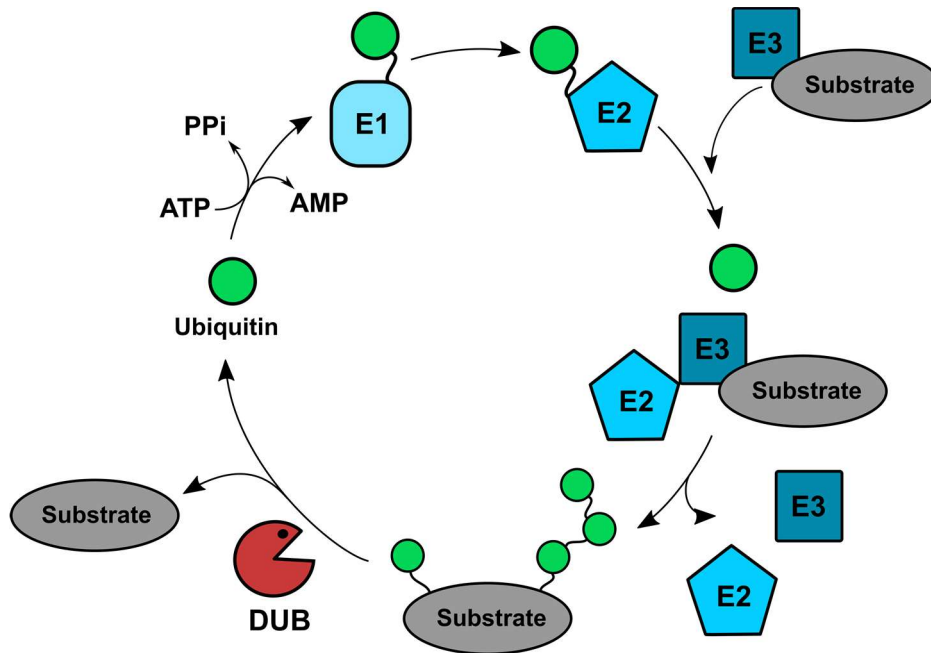 E3
Substrate
E1
E2
PPi
ATP
AMP
Ubiquitin
E3
E2
Substrate
Substrate
E3
E2
DUB
Substrate